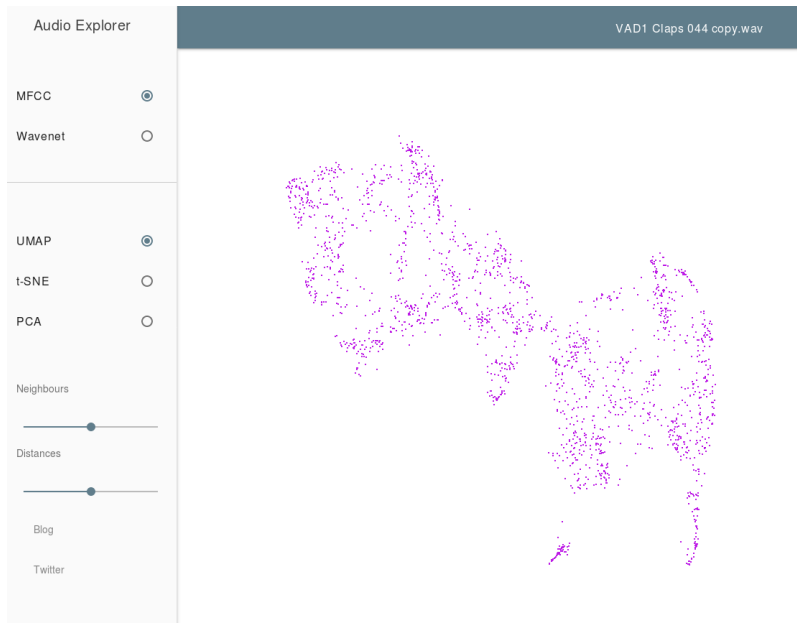 Audio Explorer
VAD1 Claps 044 copy.wav
MFCC
Wavenet
UMAP
t-SNE
PCA
Neighbours
Distances
Blog
Twitter